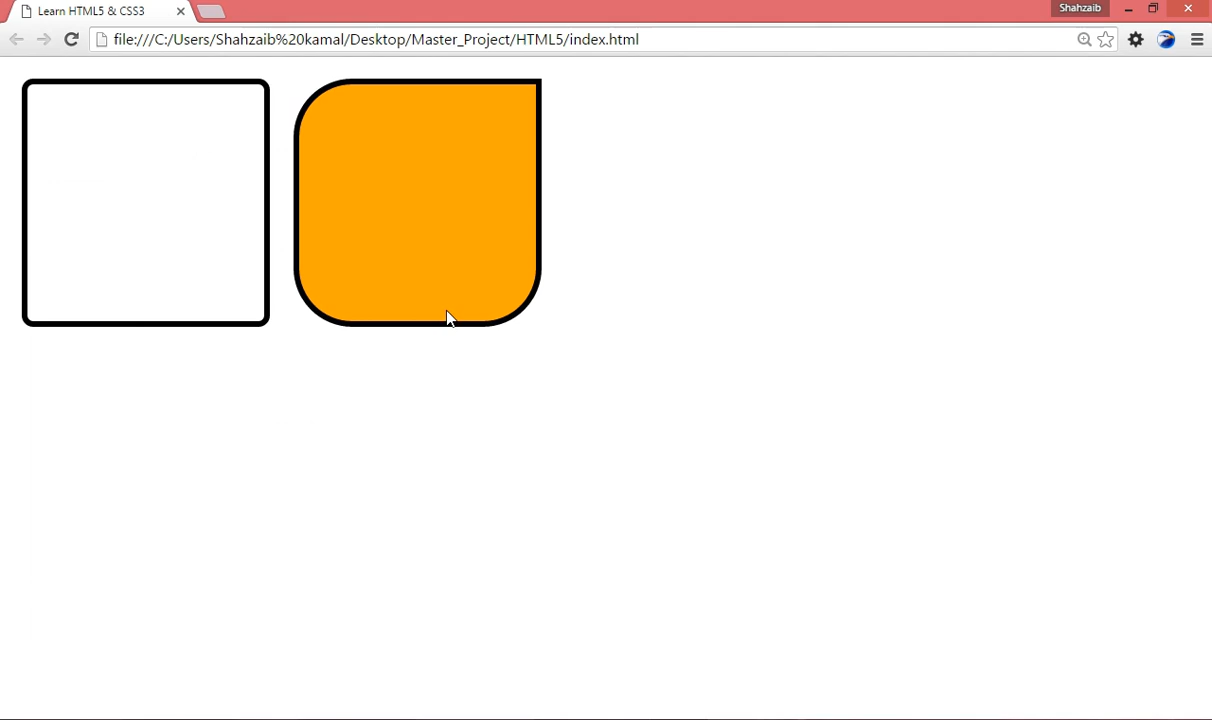 Learn HTML5 & CSS3
Shahzaib
file:///C:/Users/Shahzaib%20kamal/Desktop/Master_Project/HTML5/index.html